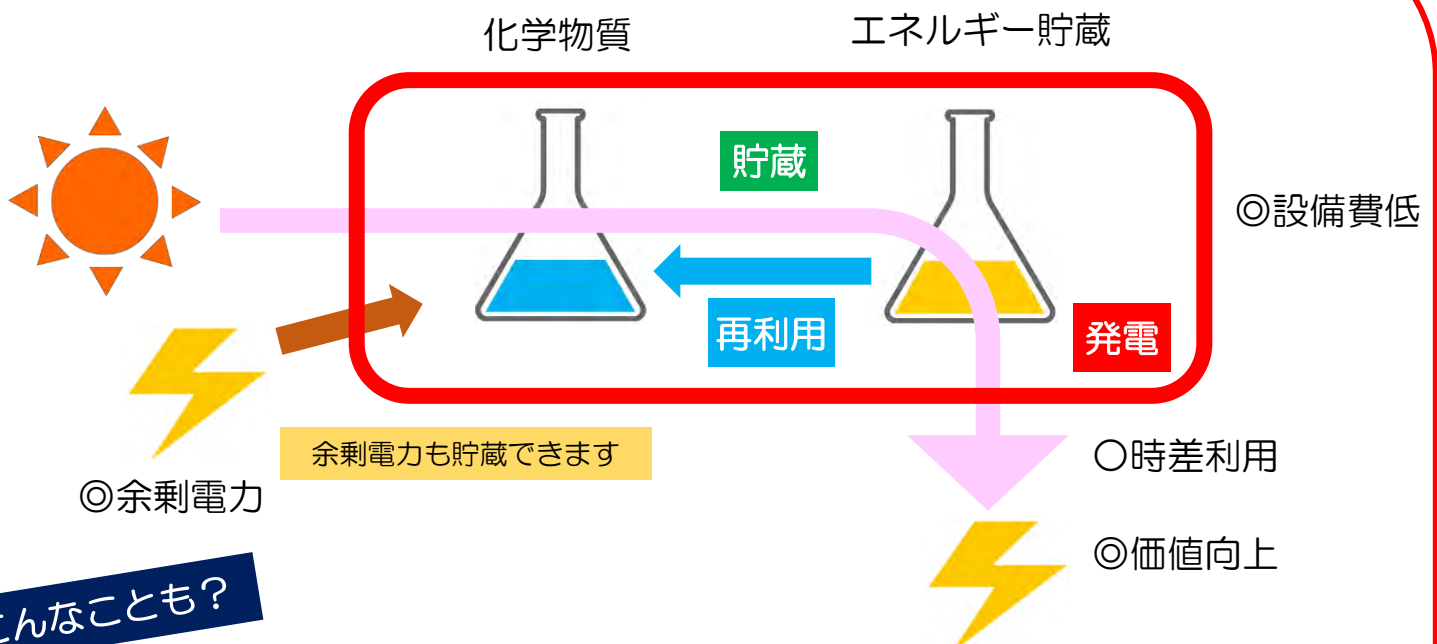 化学物質
エネルギー貯蔵
貯蔵
◎設備費低
再利用
発電
余剰電力も貯蔵できます
〇時差利用
◎余剰電力
◎価値向上
こんなことも？